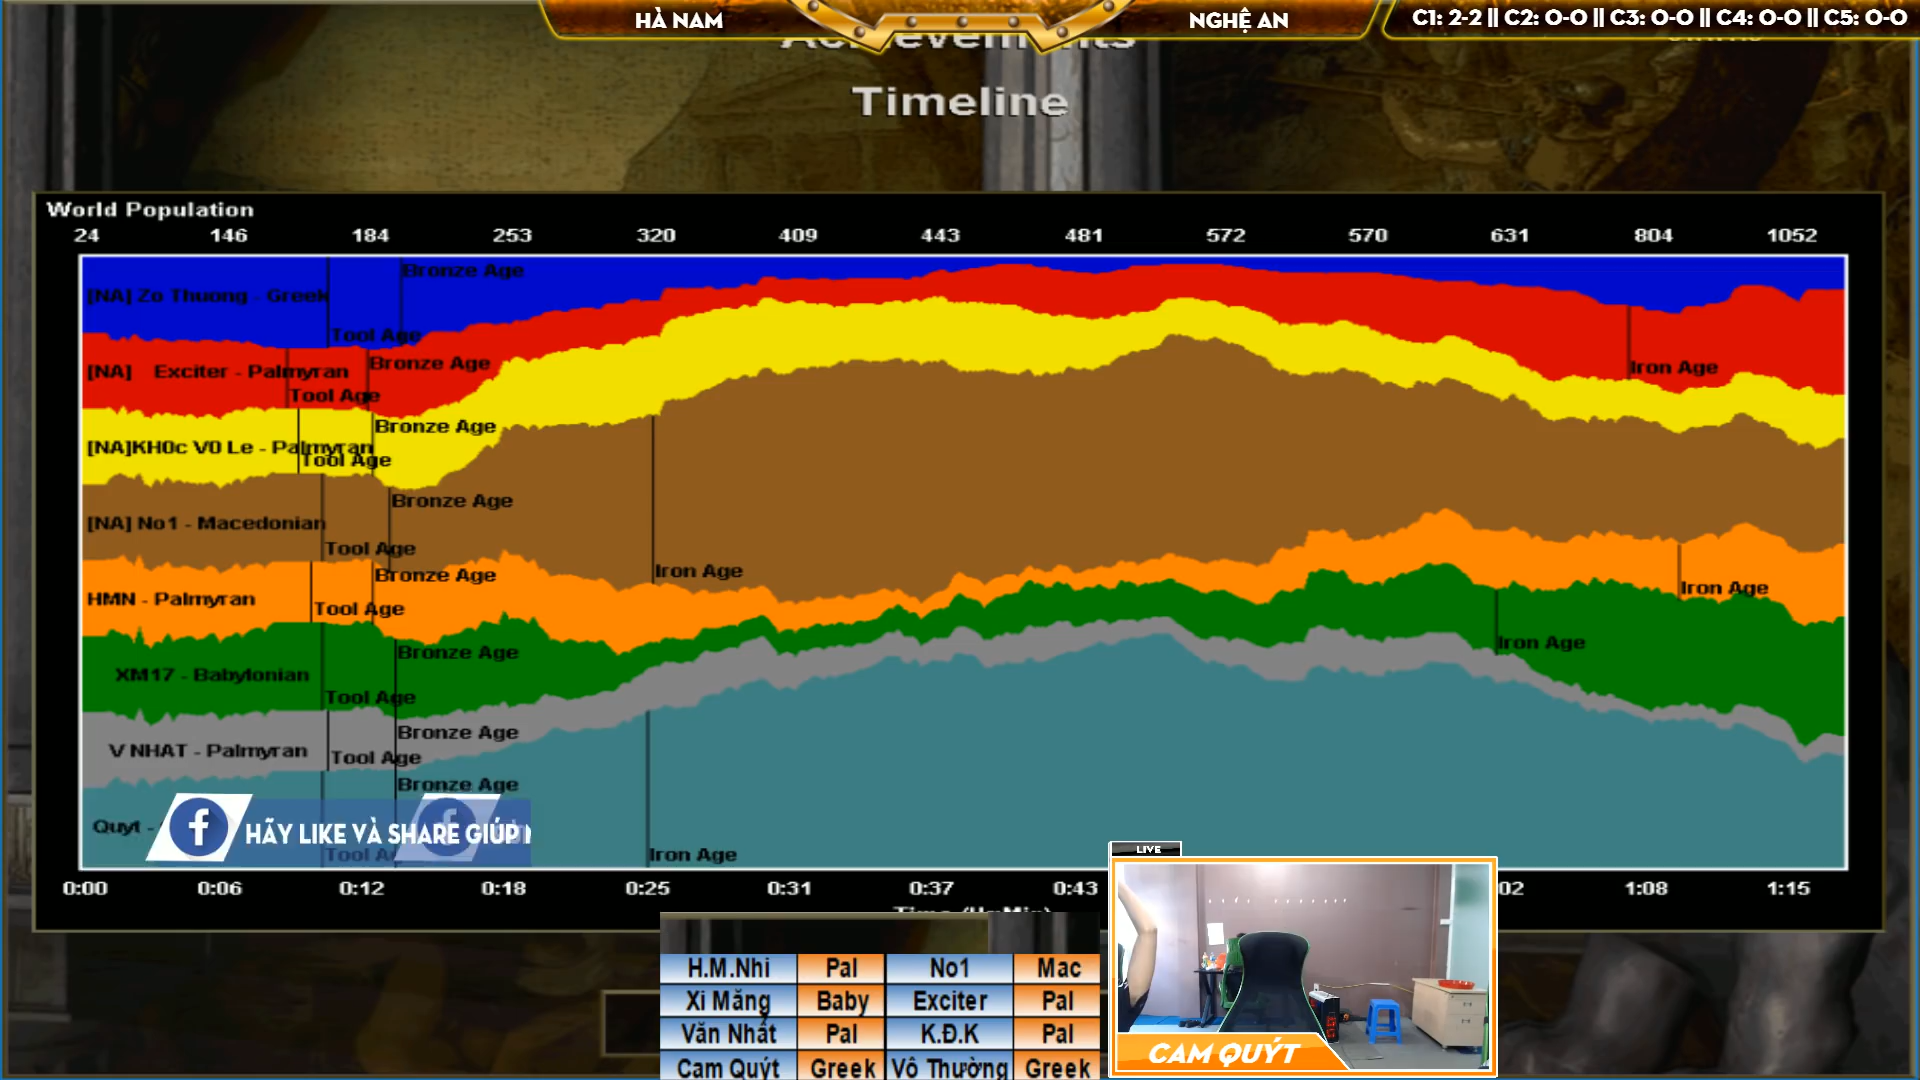 HÀ NAM
NGHỆ AN
C1: 2-2 || C2: 0-0 || C3: 0-0 || C4: 0-0 || C5: 0-0
Achievements
Timeline
World Population
24 146 184 253 320 409 443 481 572 570 631 804 1052
Bronze Age
[NA] Zo Thuong - Greek
Tool Age
Bronze Age
[NA] Exciter - Palmyran
Iron Age
Tool Age
Bronze Age
[NA]KH0c V0 Le - Palmyran
Tool Age
Bronze Age
[NA] No1 - Macedonian
Tool Age
Iron Age
Bronze Age
HMN - Palmyran
Iron Age
Tool Age
Iron Age
Bronze Age
XM17 - Babylonian
Tool Age
Bronze Age
V NHAT - Palmyran
Tool Age
Bronze Age
Quyt -
HÃY LIKE VÀ SHARE GIÚP
Tool
Iron Age
0:00 0:06 0:12 0:18 0:25 0:31 0:37 0:43 02 1:08 1:15
LIVE
H.M.Nhi Pal No1 Mac
Xi Măng Baby Exciter Pal
Văn Nhất Pal K.Đ.K Pal
Cam Quýt Greek Vô Thường Greek
CAM QUÝT